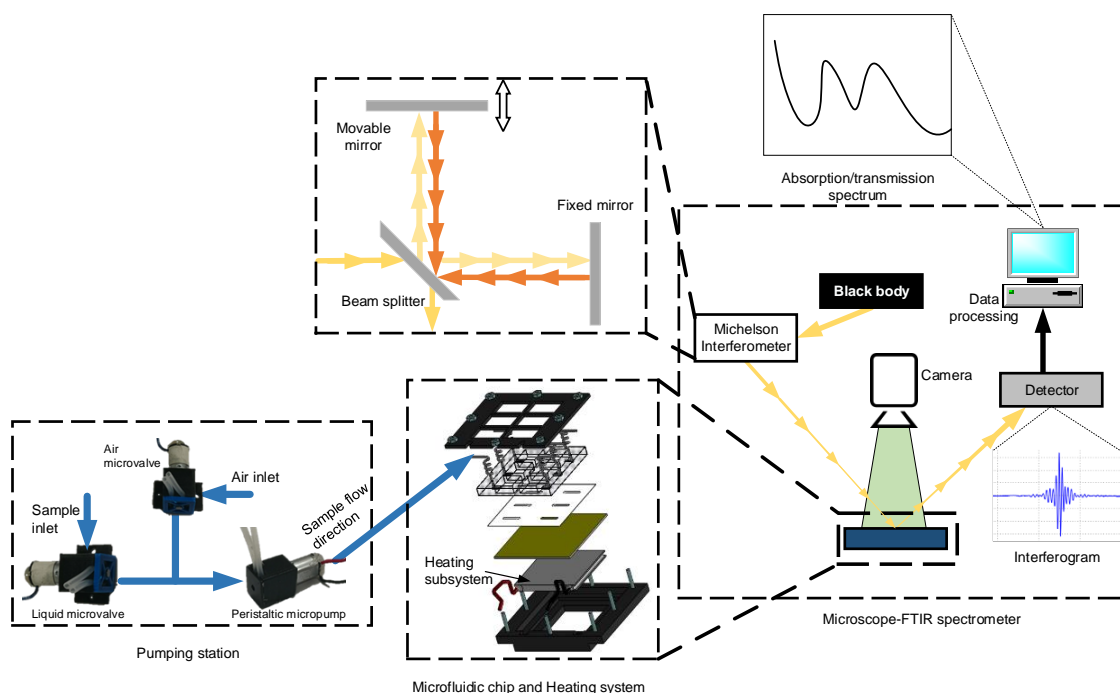 Movable
mirror
Fixed mirror
Beam splitter
Absorption/transmission
spectrum
Black body
Michelson
Interferometer
Data
processing
Camera
Detector
Interferogram
Microscope-FTIR spectrometer
Air
microvalve
Air inlet
Sample
inlet
Liquid microvalve
Peristaltic micropump
Sample flow
direction
Pumping station
Heating
subsystem
Microfluidic chip and Heating system